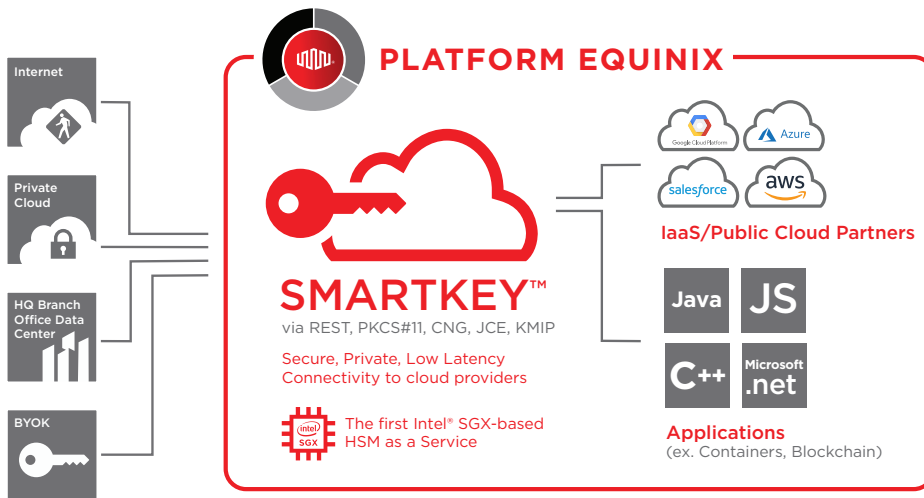 PLATFORM EQUINIX
Internet
Private
Cloud
HQ Branch
Office Data
Center
BYOK
SMARTKEY™
via REST, PKCS#11, CNG, JCE, KMIP
Secure, Private, Low Latency
Connectivity to cloud providers
intel
SGX
The first Intel® SGX-based
HSM as a Service
Google Cloud Platform
Azure
salesforce
aws
IaaS/Public Cloud Partners
Java
JS
C++
Microsoft
.net
Applications
(ex. Containers, Blockchain)